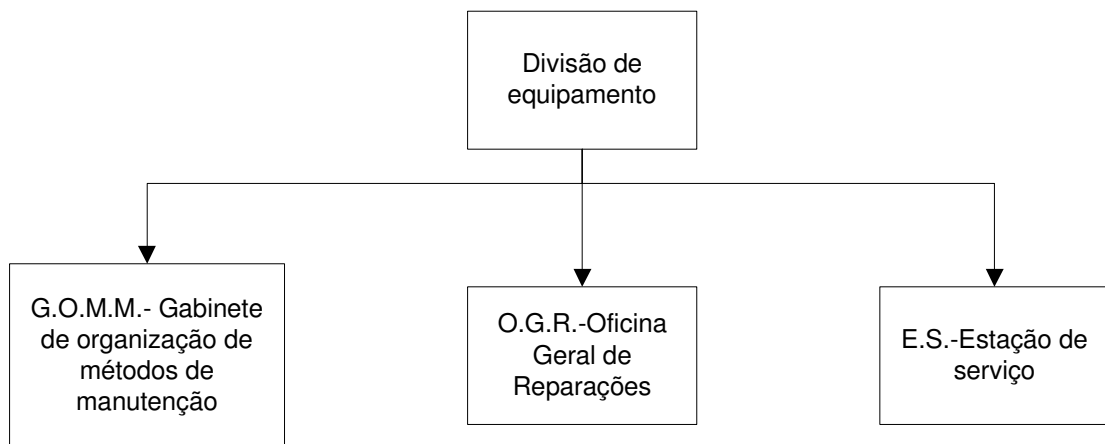 Divisão de
equipamento
G.O.M.M.- Gabinete
de organização de
métodos de
manutenção
O.G.R.-Oficina
Geral de
Reparações
E.S.-Estação de
serviço